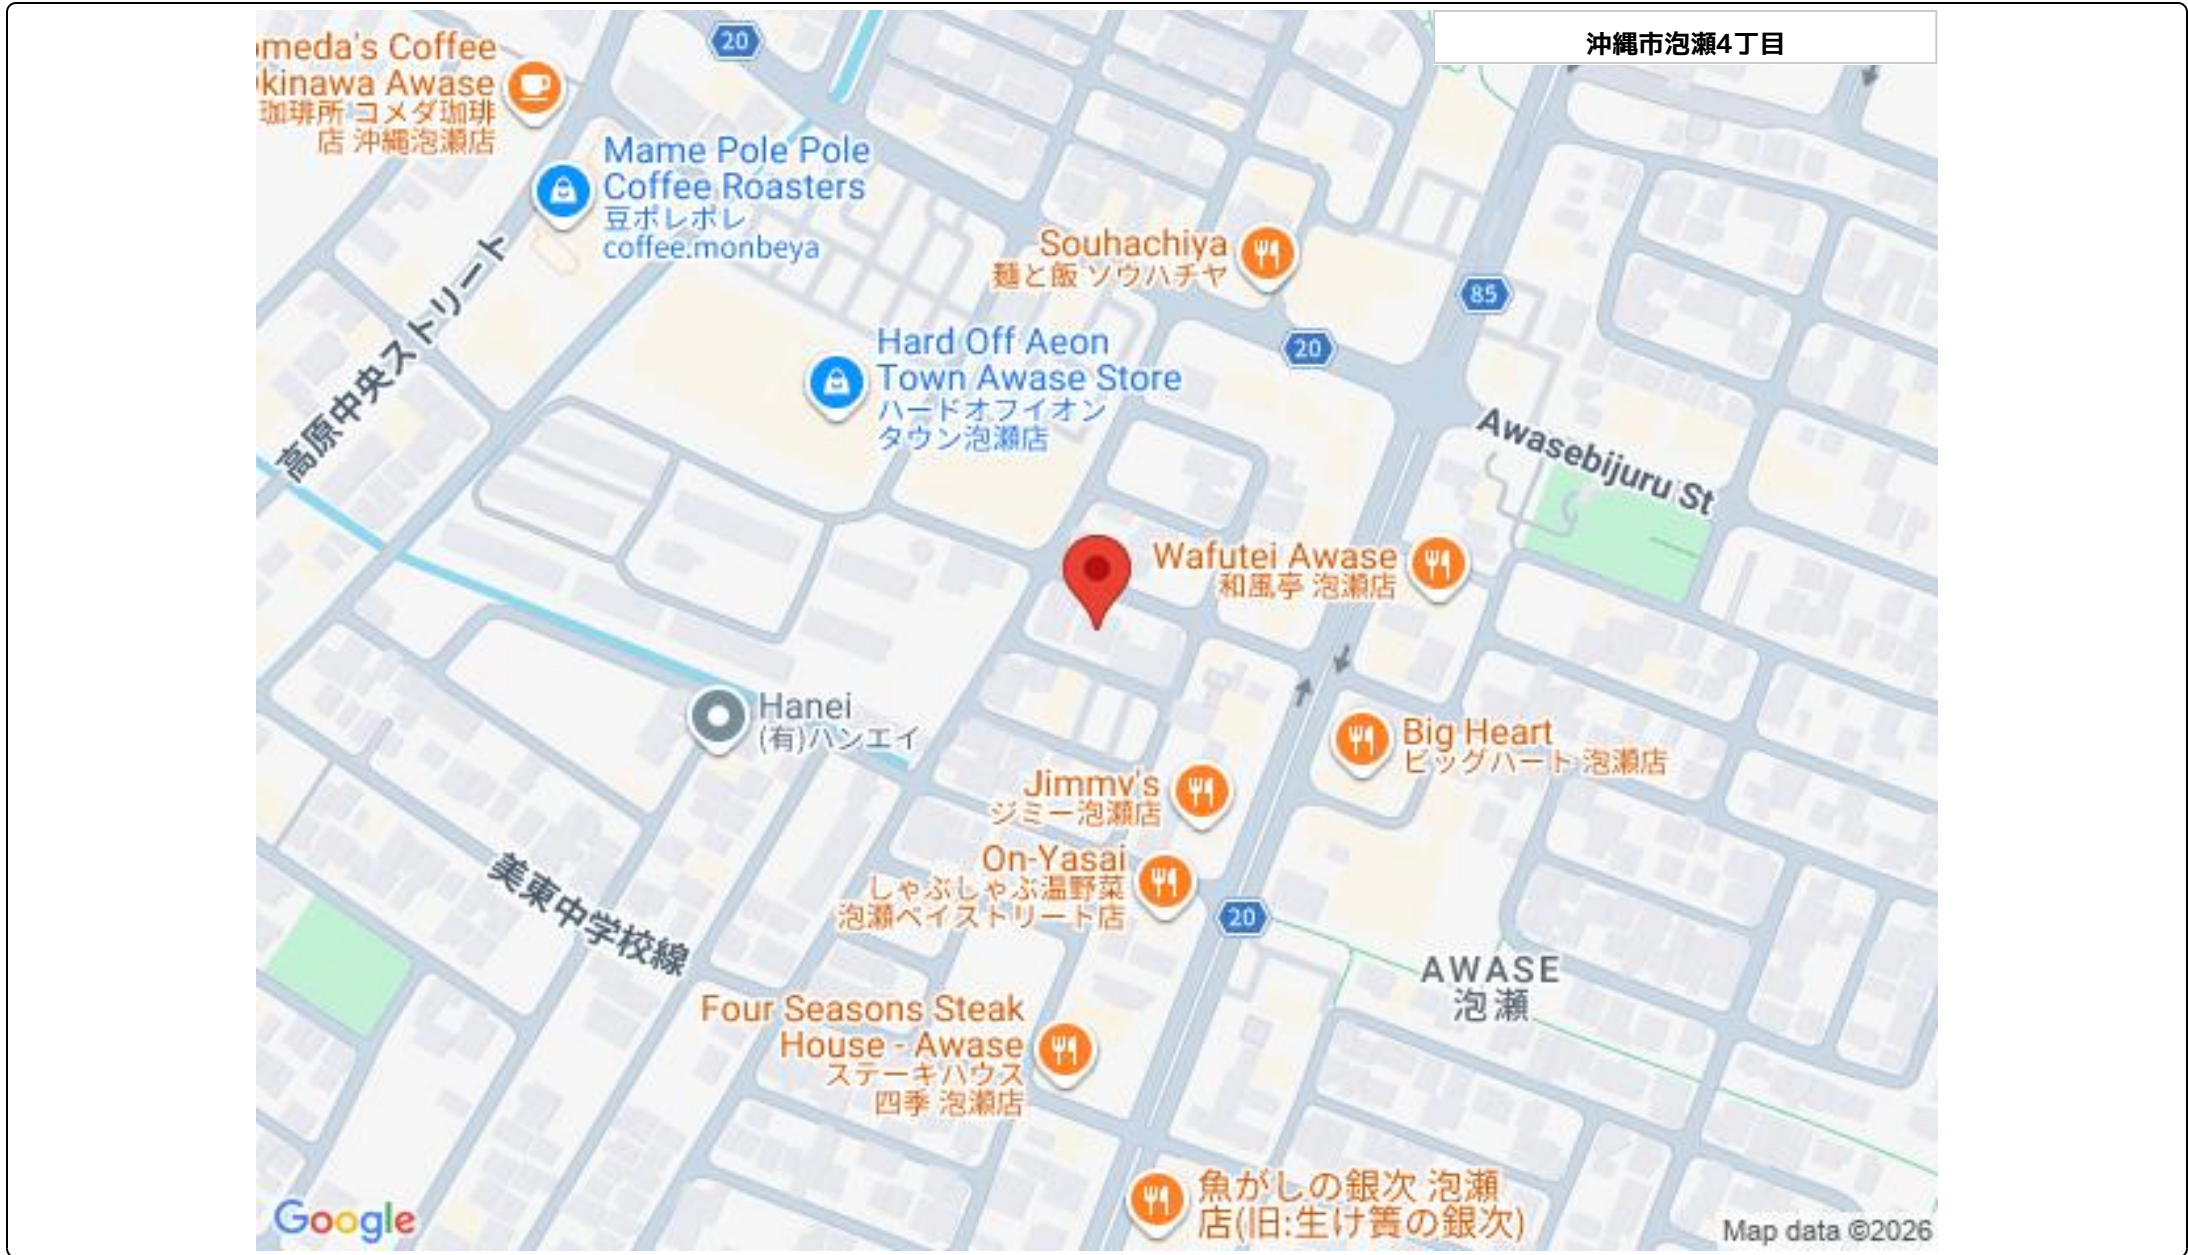 沖縄市泡瀬4丁目
20
omeda's Coffee
kinawa Awase
珈琲所 コメダ珈琲
店 沖縄泡瀬店
Mame Pole Pole
Coffee Roasters
豆ポレポレ
coffee.monbeya
高原中央ストリート
Souhachiya
麺と飯 ソウハチヤ
85
20
Hard Off Aeon
Town Awase Store
ハードオフイオン
タウン泡瀬店
Awasebijuru St
Wafutei Awase
和風亭 泡瀬店
Hanei
(有)ハンエイ
Big Heart
ビッグハート 泡瀬店
Jimmy's
ジミー泡瀬店
On-Yasai
しゃぶしゃぶ温野菜
泡瀬ベイストリート店
20
美東中学校線
AWASE
泡瀬
Four Seasons Steak
House - Awase
ステーキハウス
四季 泡瀬店
魚がしの銀次 泡瀬
店(旧:生け簀の銀次)
Google
Map data ©2026